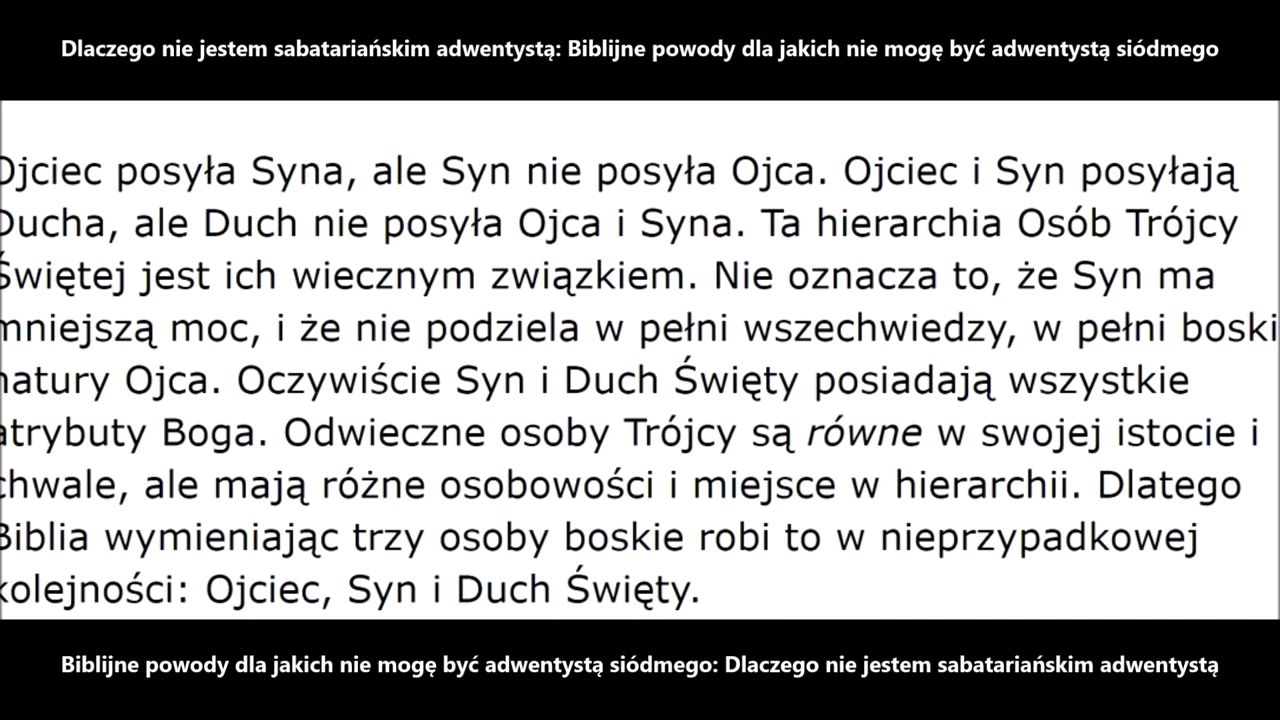 Dlaczego nie jestem sabatariańskim adwentystą: Biblijne powody dla jakich nie mogę być adwentystą siódmego
Ojciec posyła Syna, ale Syn nie posyła Ojca. Ojciec i Syn posyłają
Ducha, ale Duch nie posyła Ojca i Syna. Ta hierarchia Osób Trójcy
Świętej jest ich wiecznym związkiem. Nie oznacza to, że Syn ma
mniejszą moc, i że nie podziela w pełni wszechwiedzy, w pełni boski
natury Ojca. Oczywiście Syn i Duch Święty posiadają wszystkie
atrybuty Boga. Odwieczne osoby Trójcy są równe w swojej istocie i
chwale, ale mają różne osobowości i miejsce w hierarchii. Dlatego
Biblia wymieniając trzy osoby boskie robi to w nieprzypadkowej
kolejności: Ojciec, Syn i Duch Święty.
Biblijne powody dla jakich nie mogę być adwentystą siódmego: Dlaczego nie jestem sabatariańskim adwentystą